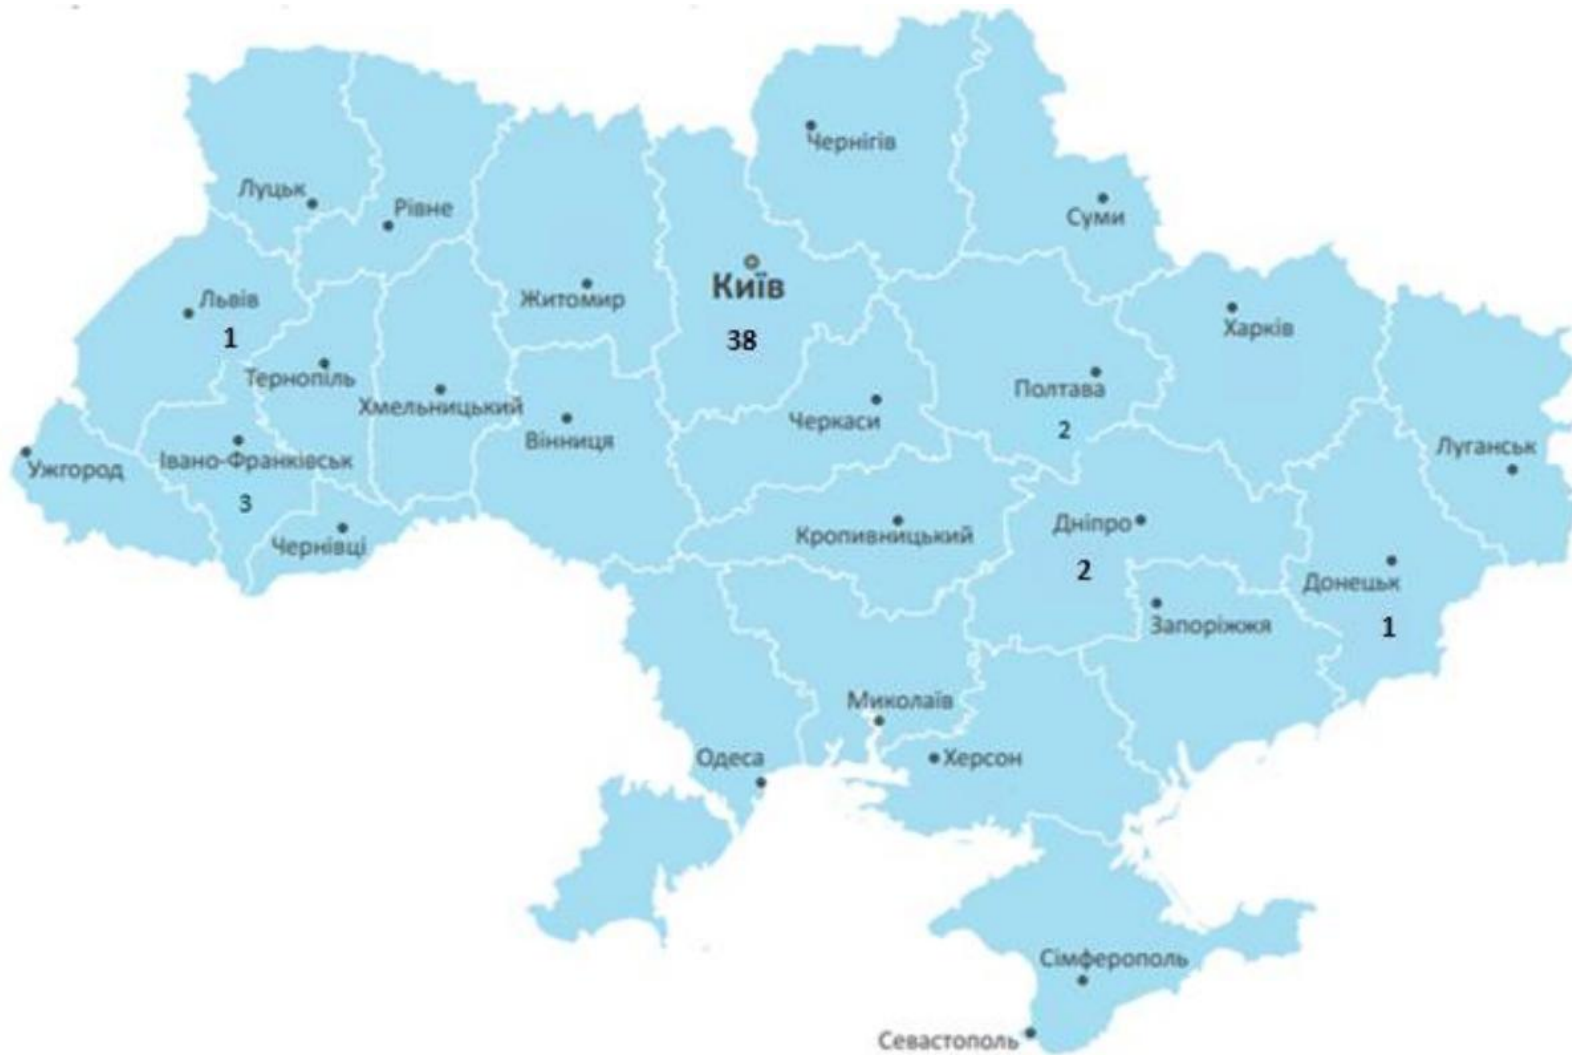 Чернігів
Луцьк
Рівне
Суми
Київ
38
Житомир
Львів
1
Харків
Тернопіль
Полтава
2
Хмельницький
Черкаси
Вінниця
Луганськ
Ужгород
Івано-Франківськ
3
Дніпро
2
Кропивницький
Чернівці
Донецьк
1
Запоріжжя
Миколаїв
Одеса
Херсон
Сімферополь
Севастополь